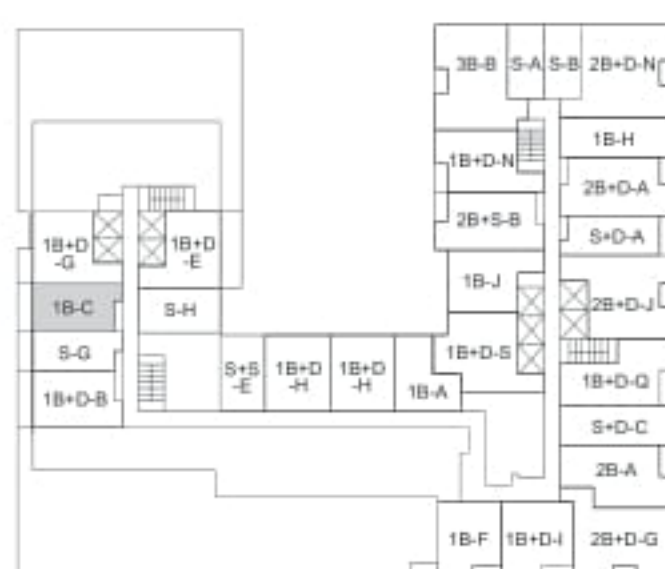 3B-B
S-A
S-B
2B+D-N
1B-H
1B+D-N
2B+D-A
2B+S-B
S+D-A
1B+D
-G
1B+D
-E
1B-J
1B-C
S-H
2B+D-J
S-G
1B+D-S
S+S
-E
1B+D
-H
1B+D
-H
1B-A
1B+D-Q
1B+D-B
S+D-C
2B-A
1B-F
1B+D-I
2B+D-G